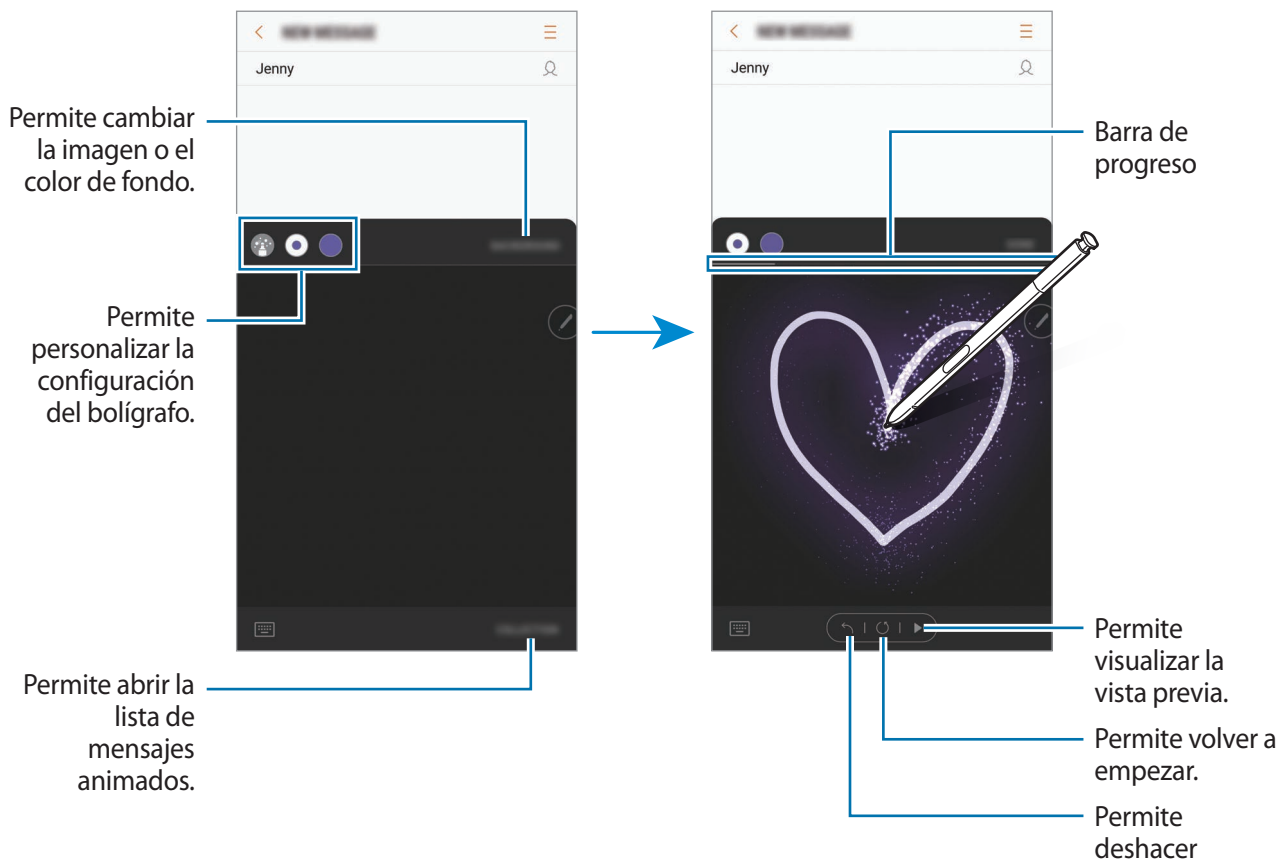 Jenny
Permite cambiar
la imagen o el
color de fondo.
Permite
personalizar la
configuración
del bolígrafo.
Permite abrir la
lista de
mensajes
animados.
Jenny
Barra de
progreso
Permite
visualizar la
vista previa.
Permite volver a
empezar.
Permite
deshacer